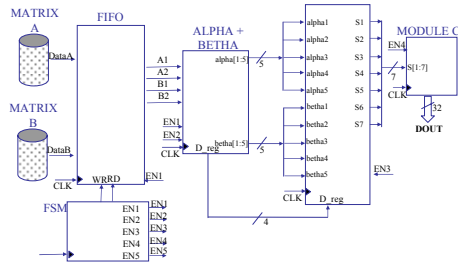 MATRIX
A
DataA
MATRIX
B
DataB
CLK
FIFO
WR RD
EN1
A1
A2
B1
B2
EN1
EN2
CLK
ALPHA +
BETHA
alpha[1:5]
5
betha[1:5]
5
D_reg
4
alpha1
alpha2
alpha3
alpha4
alpha5
betha1
betha2
betha3
betha4
betha5
CLK
D_reg
S1
S2
S3
S4
S5
S6
S7
EN3
MODULE C
EN4
S[1:7]
7
CLK
32
DOUT
FSM
EN1 EN1
EN2 EN2
EN3 EN3
EN4 EN4
EN5 EN5